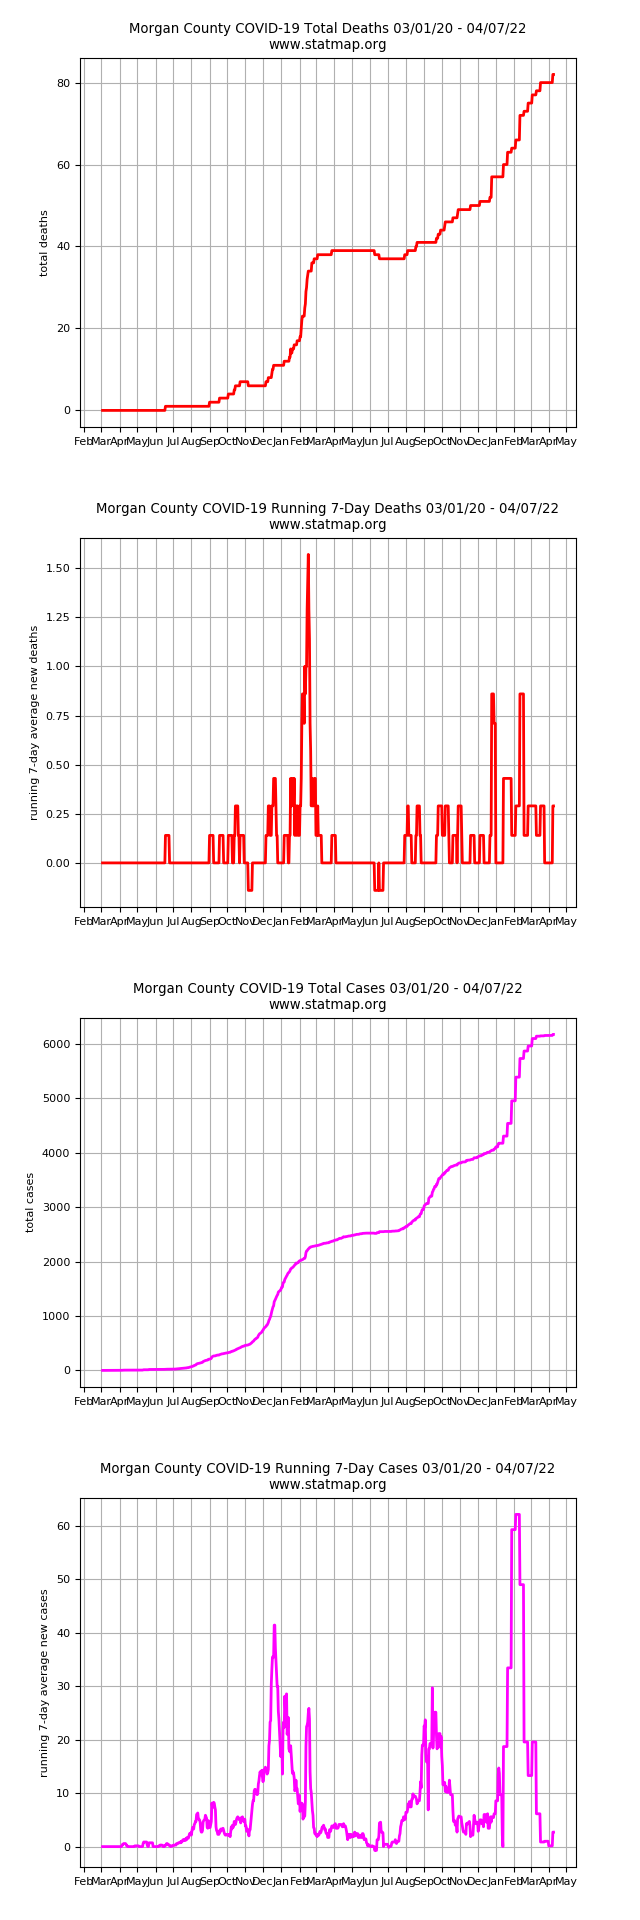 Morgan County COVID-19 Total Deaths 03/01/20 - 04/07/22
www.statmap.org
80
60
40
20
0
total deaths
Feb Mar Apr May Jun Jul Aug Sep Oct Nov Dec Jan Feb Mar Apr May Jun Jul Aug Sep Oct Nov Dec Jan Feb Mar Apr May
Morgan County COVID-19 Running 7-Day Deaths 03/01/20 - 04/07/22
www.statmap.org
1.50
1.25
1.00
0.75
0.50
0.25
0.00
running 7-day average new deaths
Feb Mar Apr May Jun Jul Aug Sep Oct Nov Dec Jan Feb Mar Apr May Jun Jul Aug Sep Oct Nov Dec Jan Feb Mar Apr May
Morgan County COVID-19 Total Cases 03/01/20 - 04/07/22
www.statmap.org
6000
5000
4000
3000
2000
1000
0
total cases
Feb Mar Apr May Jun Jul Aug Sep Oct Nov Dec Jan Feb Mar Apr May Jun Jul Aug Sep Oct Nov Dec Jan Feb Mar Apr May
Morgan County COVID-19 Running 7-Day Cases 03/01/20 - 04/07/22
www.statmap.org
60
50
40
30
20
10
0
running 7-day average new cases
Feb Mar Apr May Jun Jul Aug Sep Oct Nov Dec Jan Feb Mar Apr May Jun Jul Aug Sep Oct Nov Dec Jan Feb Mar Apr May